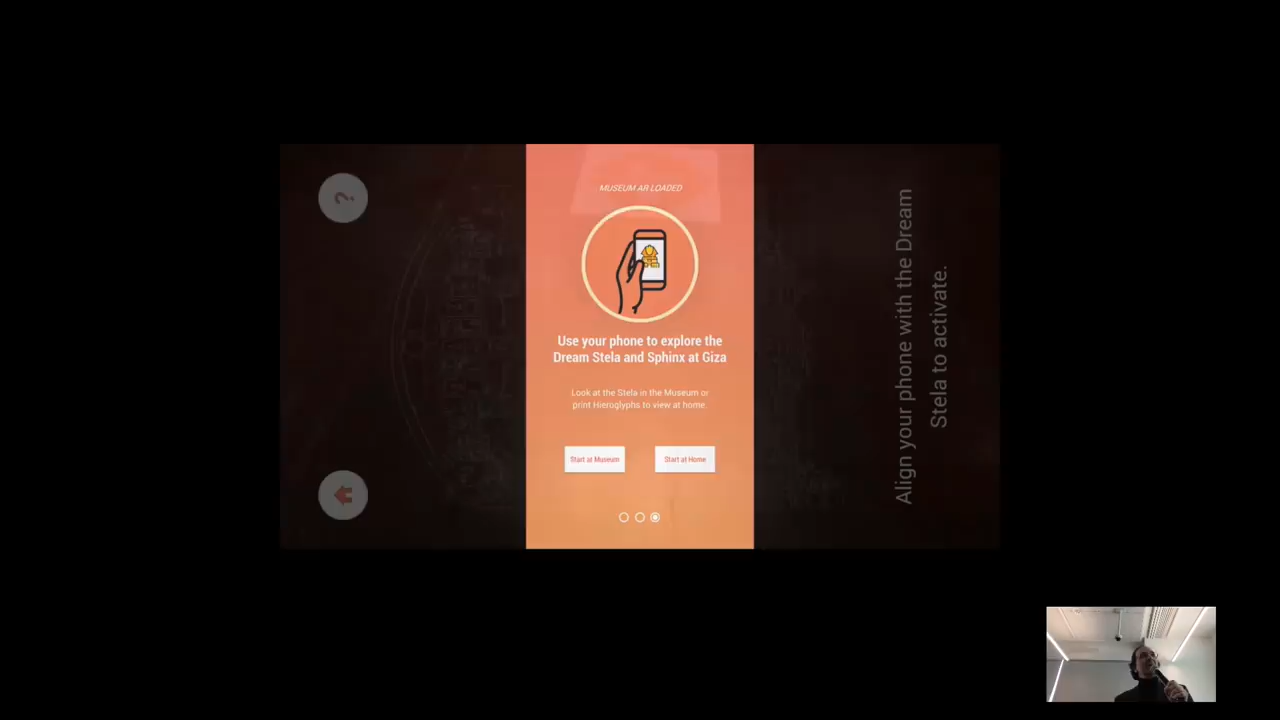 MUSEUM AR LOADED
Use your phone to explore the
Dream Stela and Sphinx at Giza
Look at the Stela in the Museum or
print Hieroglyphs to view at home.
Start at Museum
Start at Home
?
Align your phone with the Dream
Stela to activate.